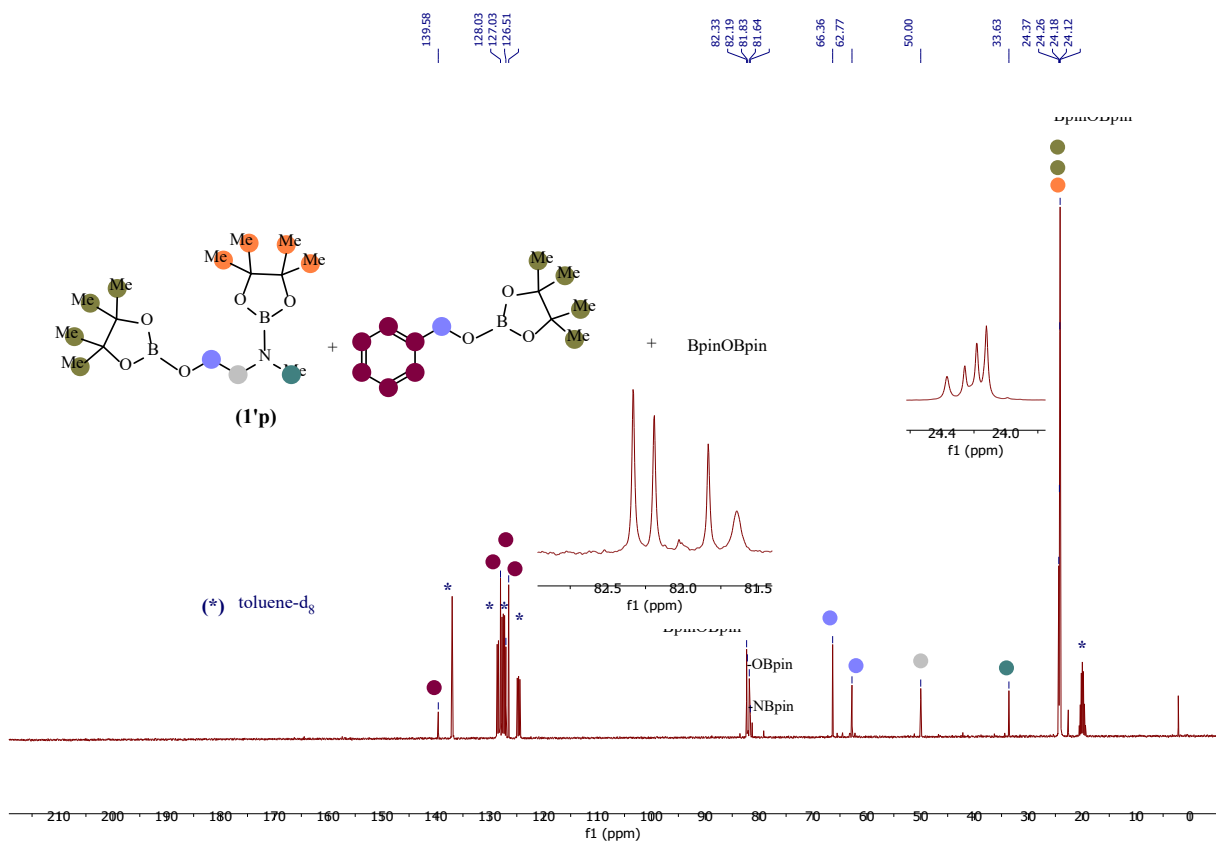 139.58
128.03
127.03
126.51
82.33
82.19
81.83
81.64
66.36
62.77
50.00
33.63
24.37
24.26
24.18
24.12
BpinOBpin
Me Me
Me Me
O O
B
Me
Me
Me
Me
O
O
B
O
N
Me
(1'p)
+
O
B
O
O
Me
Me
Me
Me
+
BpinOBpin
24.4 24.0
f1 (ppm)
82.5 82.0 81.5
f1 (ppm)
(*) toluene-d8
* * * * *
BpinOBpin
-OBpin
-NBpin
210 200 190 180 170 160 150 140 130 120 110 100 90 80 70 60 50 40 30 20 10 0
f1 (ppm)